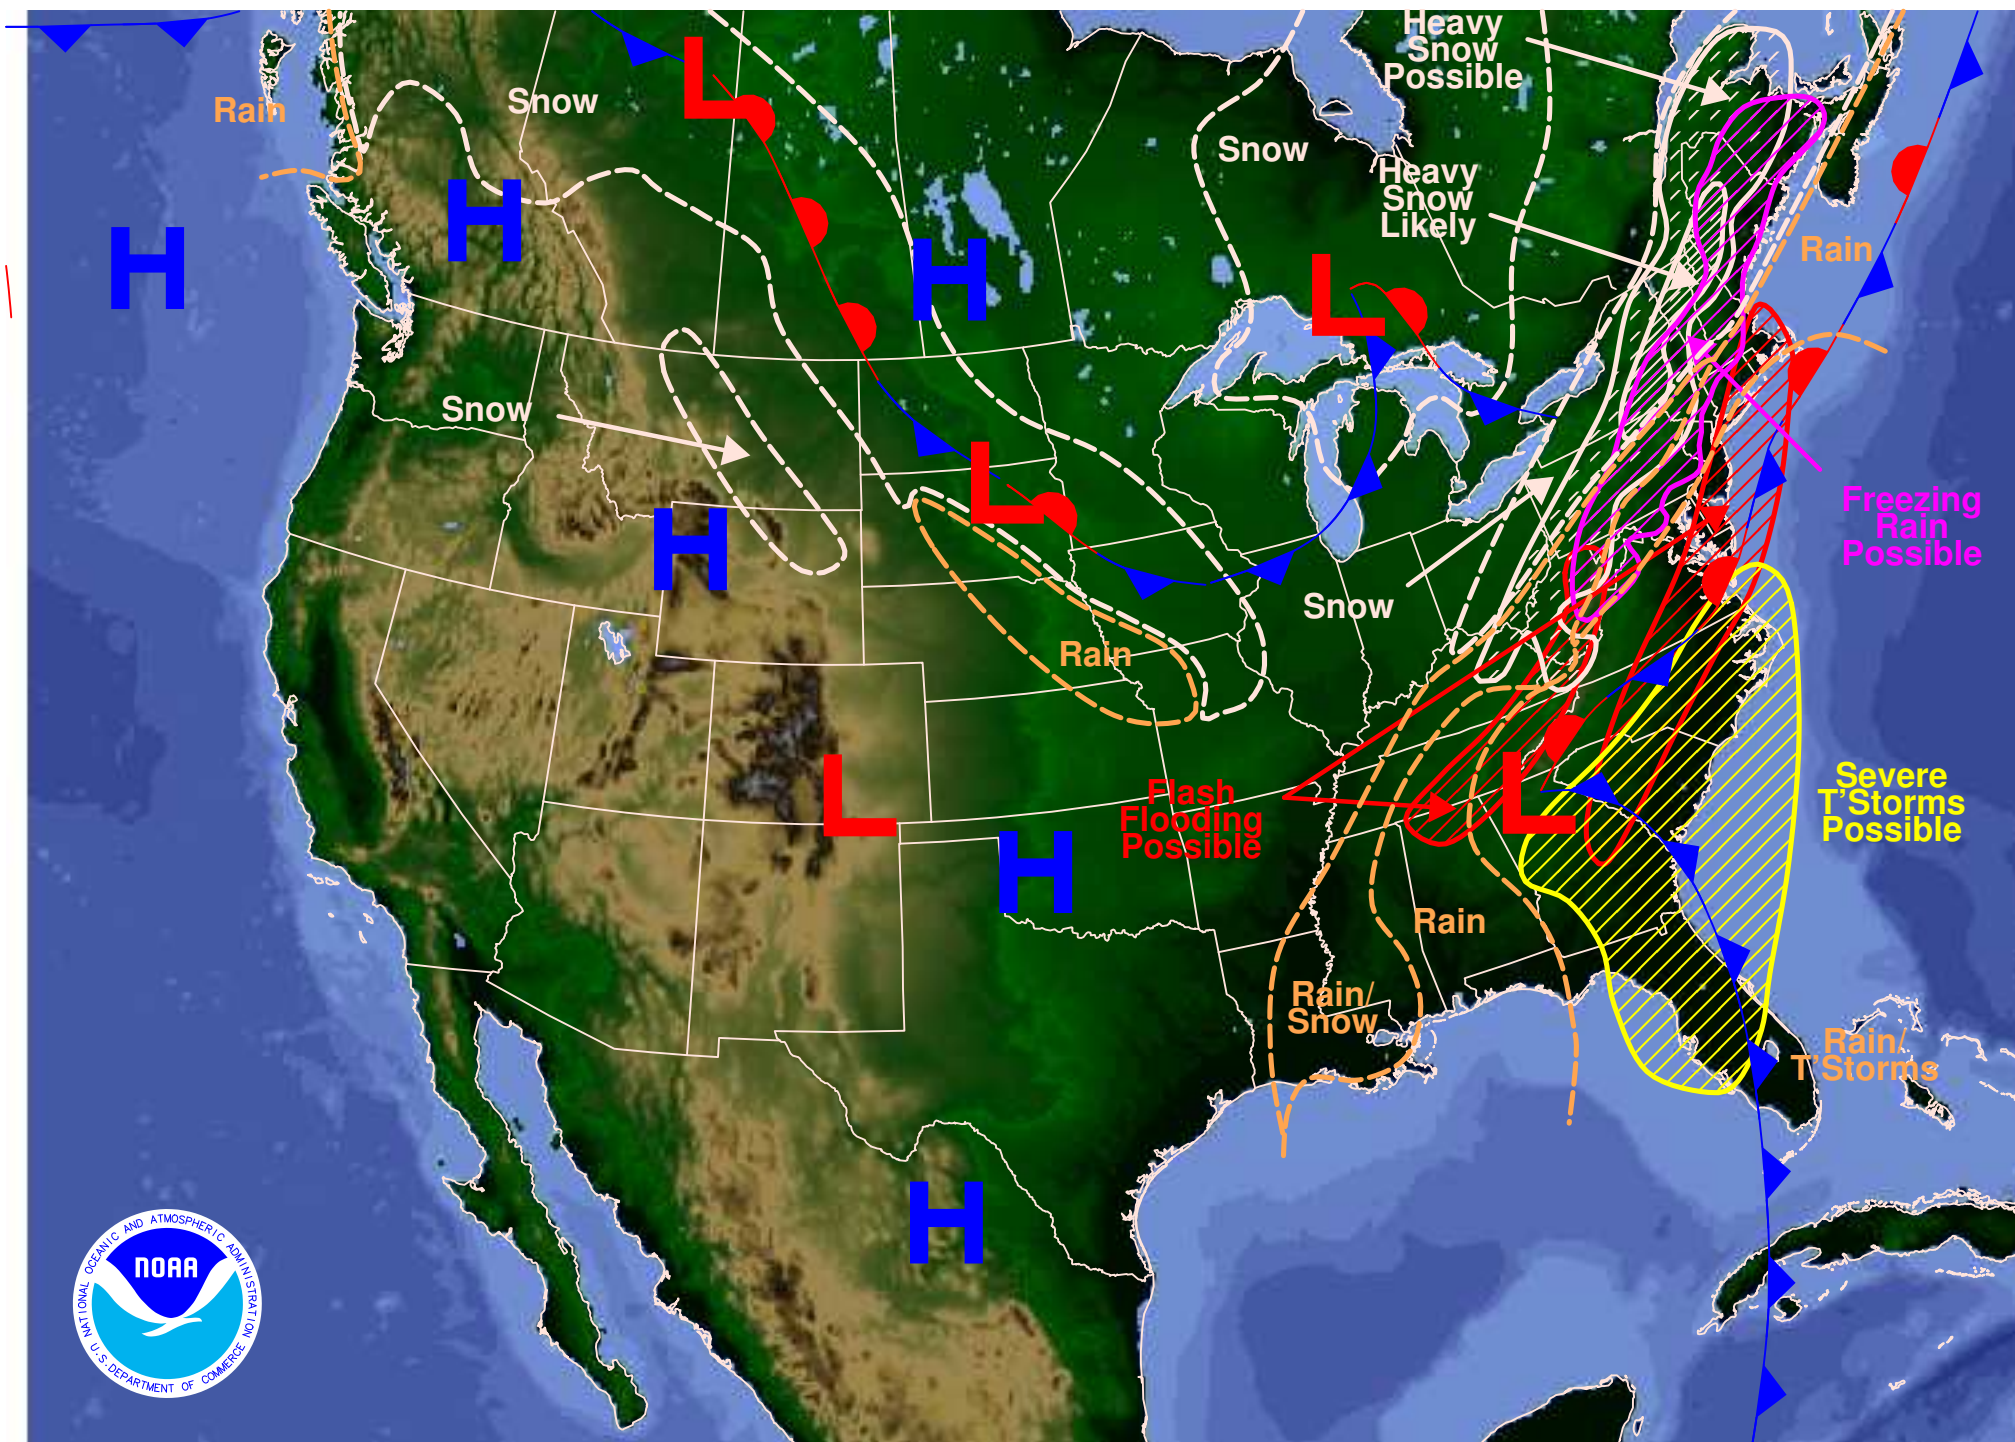 Heavy
Snow
Possible
Snow
Rain
Snow
Heavy
Snow
Likely
H
L
H
H
H
L
Rain
Snow
L
Freezing
Rain
Possible
H
Snow
Rain
L
L
Flash
Flooding
Possible
Severe
T'Storms
Possible
H
Rain
Rain/
Snow
Rain/
T'Storms
H
NATIONAL OCEANIC AND ATMOSPHERIC ADMINISTRATION
NOAA
U.S. DEPARTMENT OF COMMERCE